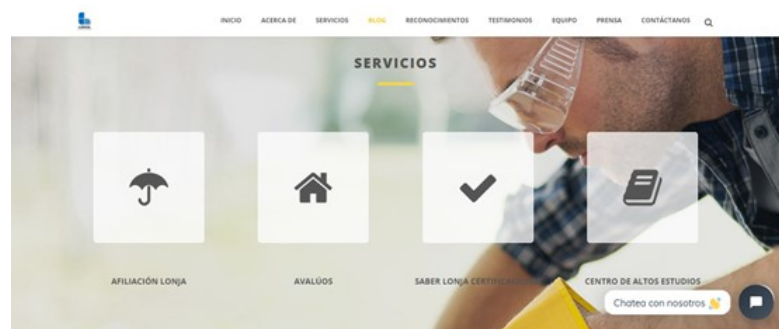 INICIO ACERCA DE SERVICIOS BLOG RECONOCIMIENTOS TESTIMONIOS EQUIPO PRENSA CONTÁCTANOS
SERVICIOS
AFILIACIÓN LONJA AVALÚOS SABER LONJA CENTRO DE ALTOS ESTUDIOS
Chatea con nosotros 👋